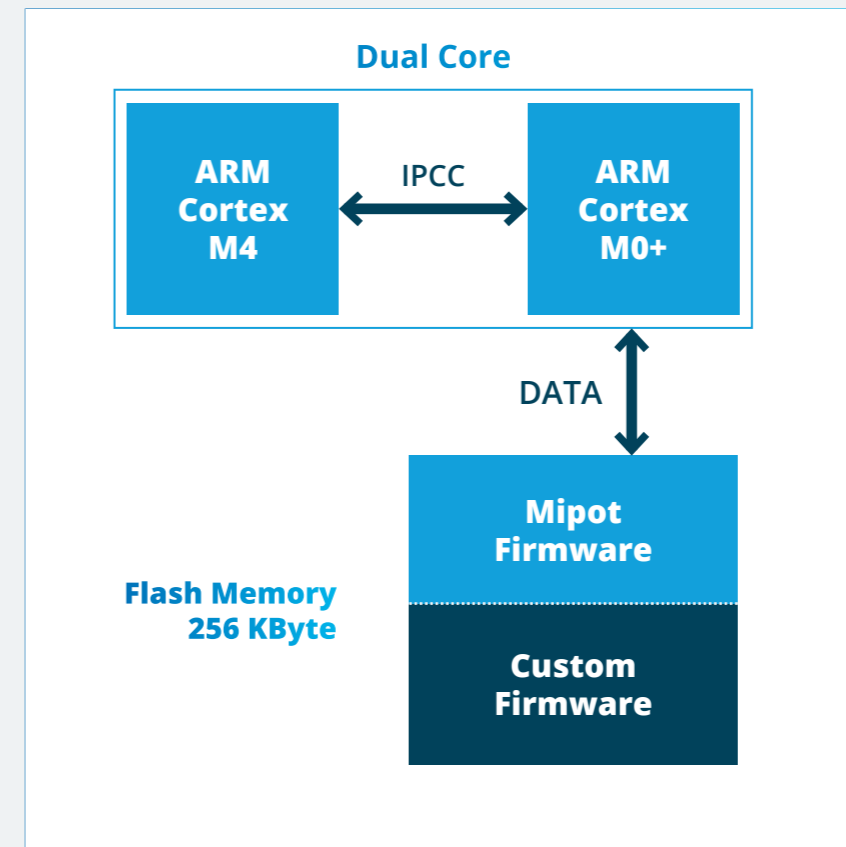 Dual Core
ARM
Cortex
M4
IPCC
ARM
Cortex
M0+
DATA
Mipot
Firmware
Flash Memory
256 KByte
Custom
Firmware